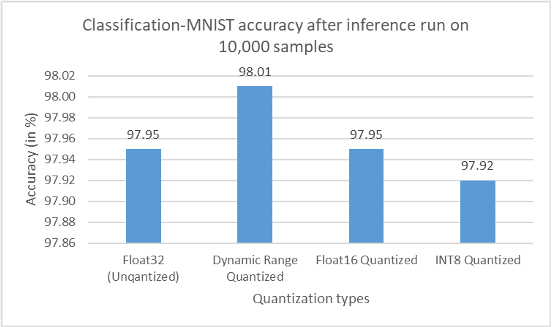 Classification-MNIST accuracy after inference run on
10,000 samples
Accuracy (in %)
98.02
98.00
97.98
97.96
97.94
97.92
97.90
97.88
97.86
97.95
98.01
97.95
97.92
Float32
(Unqantized)
Dynamic Range
Quantized
Float16 Quantized
INT8 Quantized
Quantization types